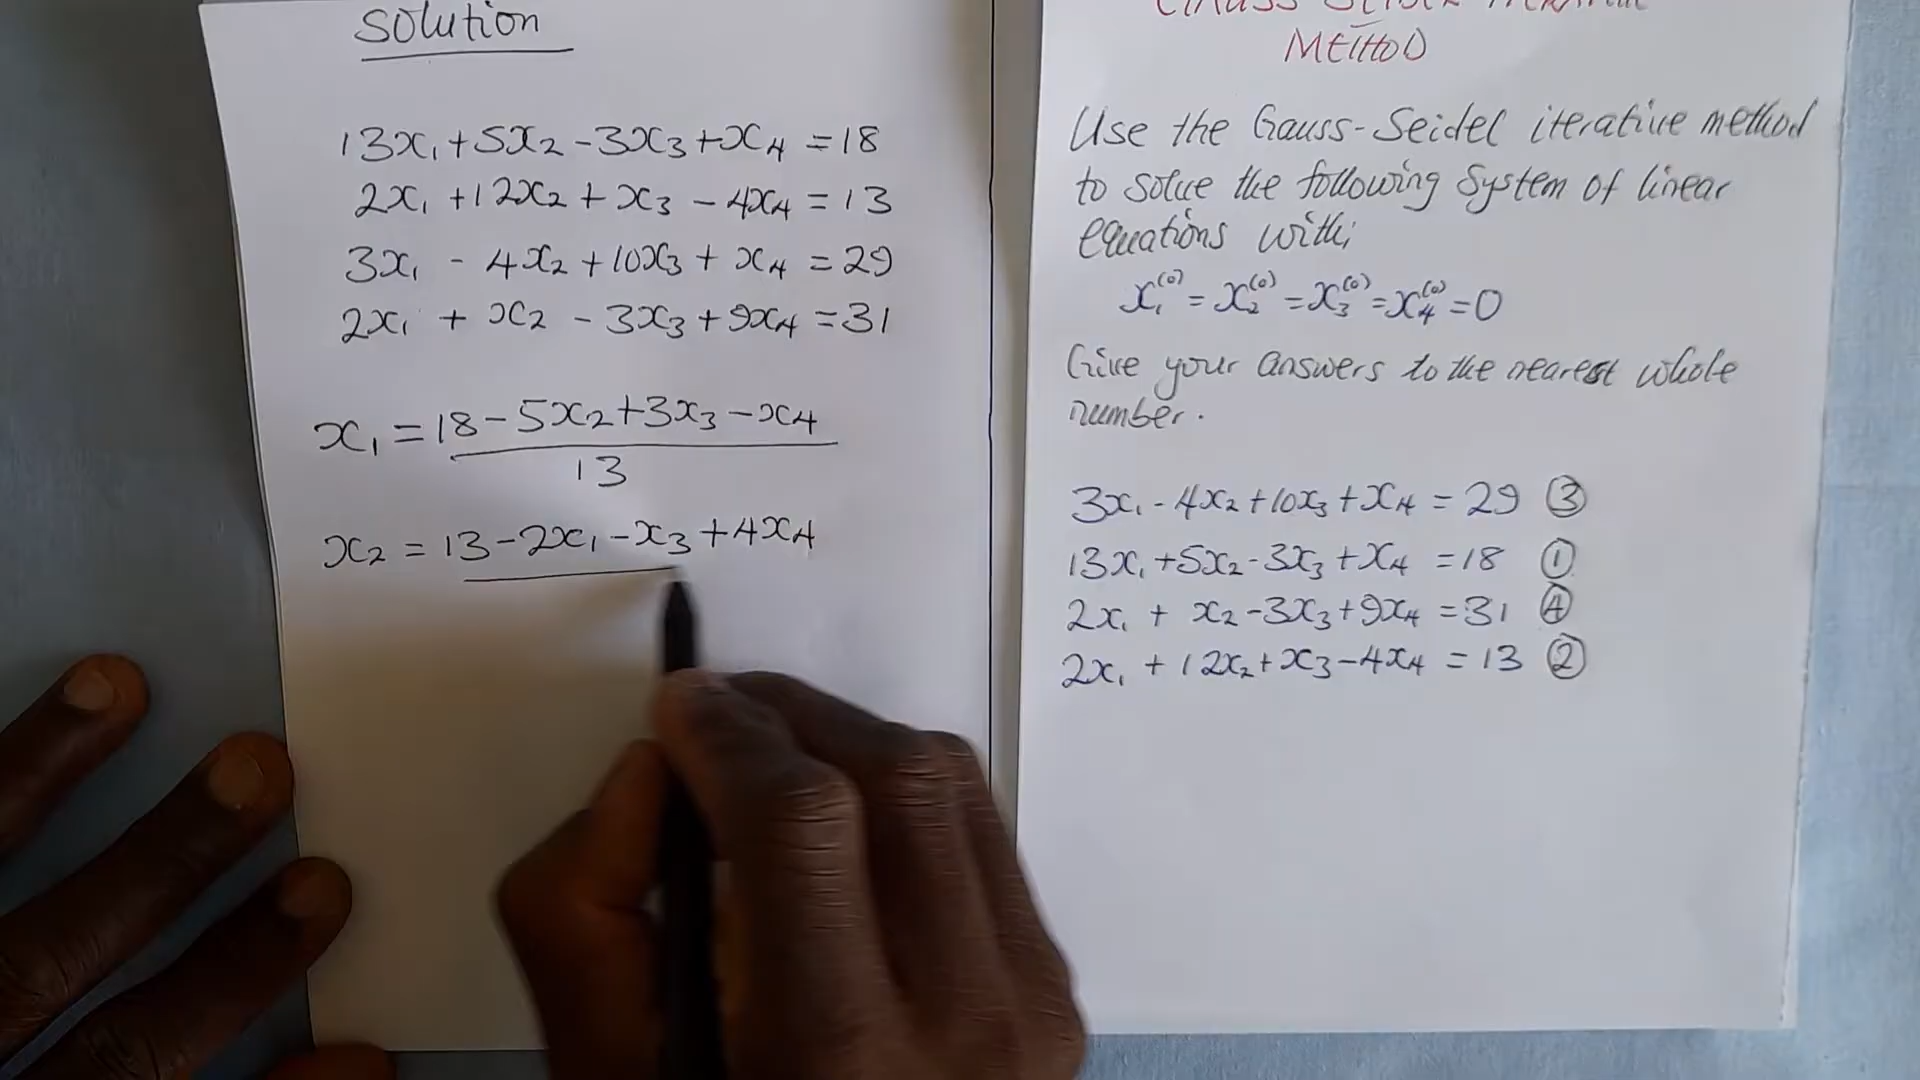 Solution
13x₁ + 5x₂ - 3x₃ + x₄ = 18
2x₁ + 12x₂ + x₃ - 4x₄ = 13
3x₁ - 4x₂ + 10x₃ + x₄ = 29
2x₁ + x₂ - 3x₃ + 9x₄ = 31
x₁ = 18 - 5x₂ + 3x₃ - x₄
13
x₂ = 13 - 2x₁ - x₃ + 4x₄
METHOD
Use the Gauss-Seidel iterative method
to solve the following system of linear
equations with;
x₁⁽⁰⁾ = x₂⁽⁰⁾ = x₃⁽⁰⁾ = x₄⁽⁰⁾ = 0
Give your answers to the nearest whole
number.
3x₁ - 4x₂ + 10x₃ + x₄ = 29 ③
13x₁ + 5x₂ - 3x₃ + x₄ = 18 ①
2x₁ + x₂ - 3x₃ + 9x₄ = 31 ④
2x₁ + 12x₂ + x₃ - 4x₄ = 13 ②